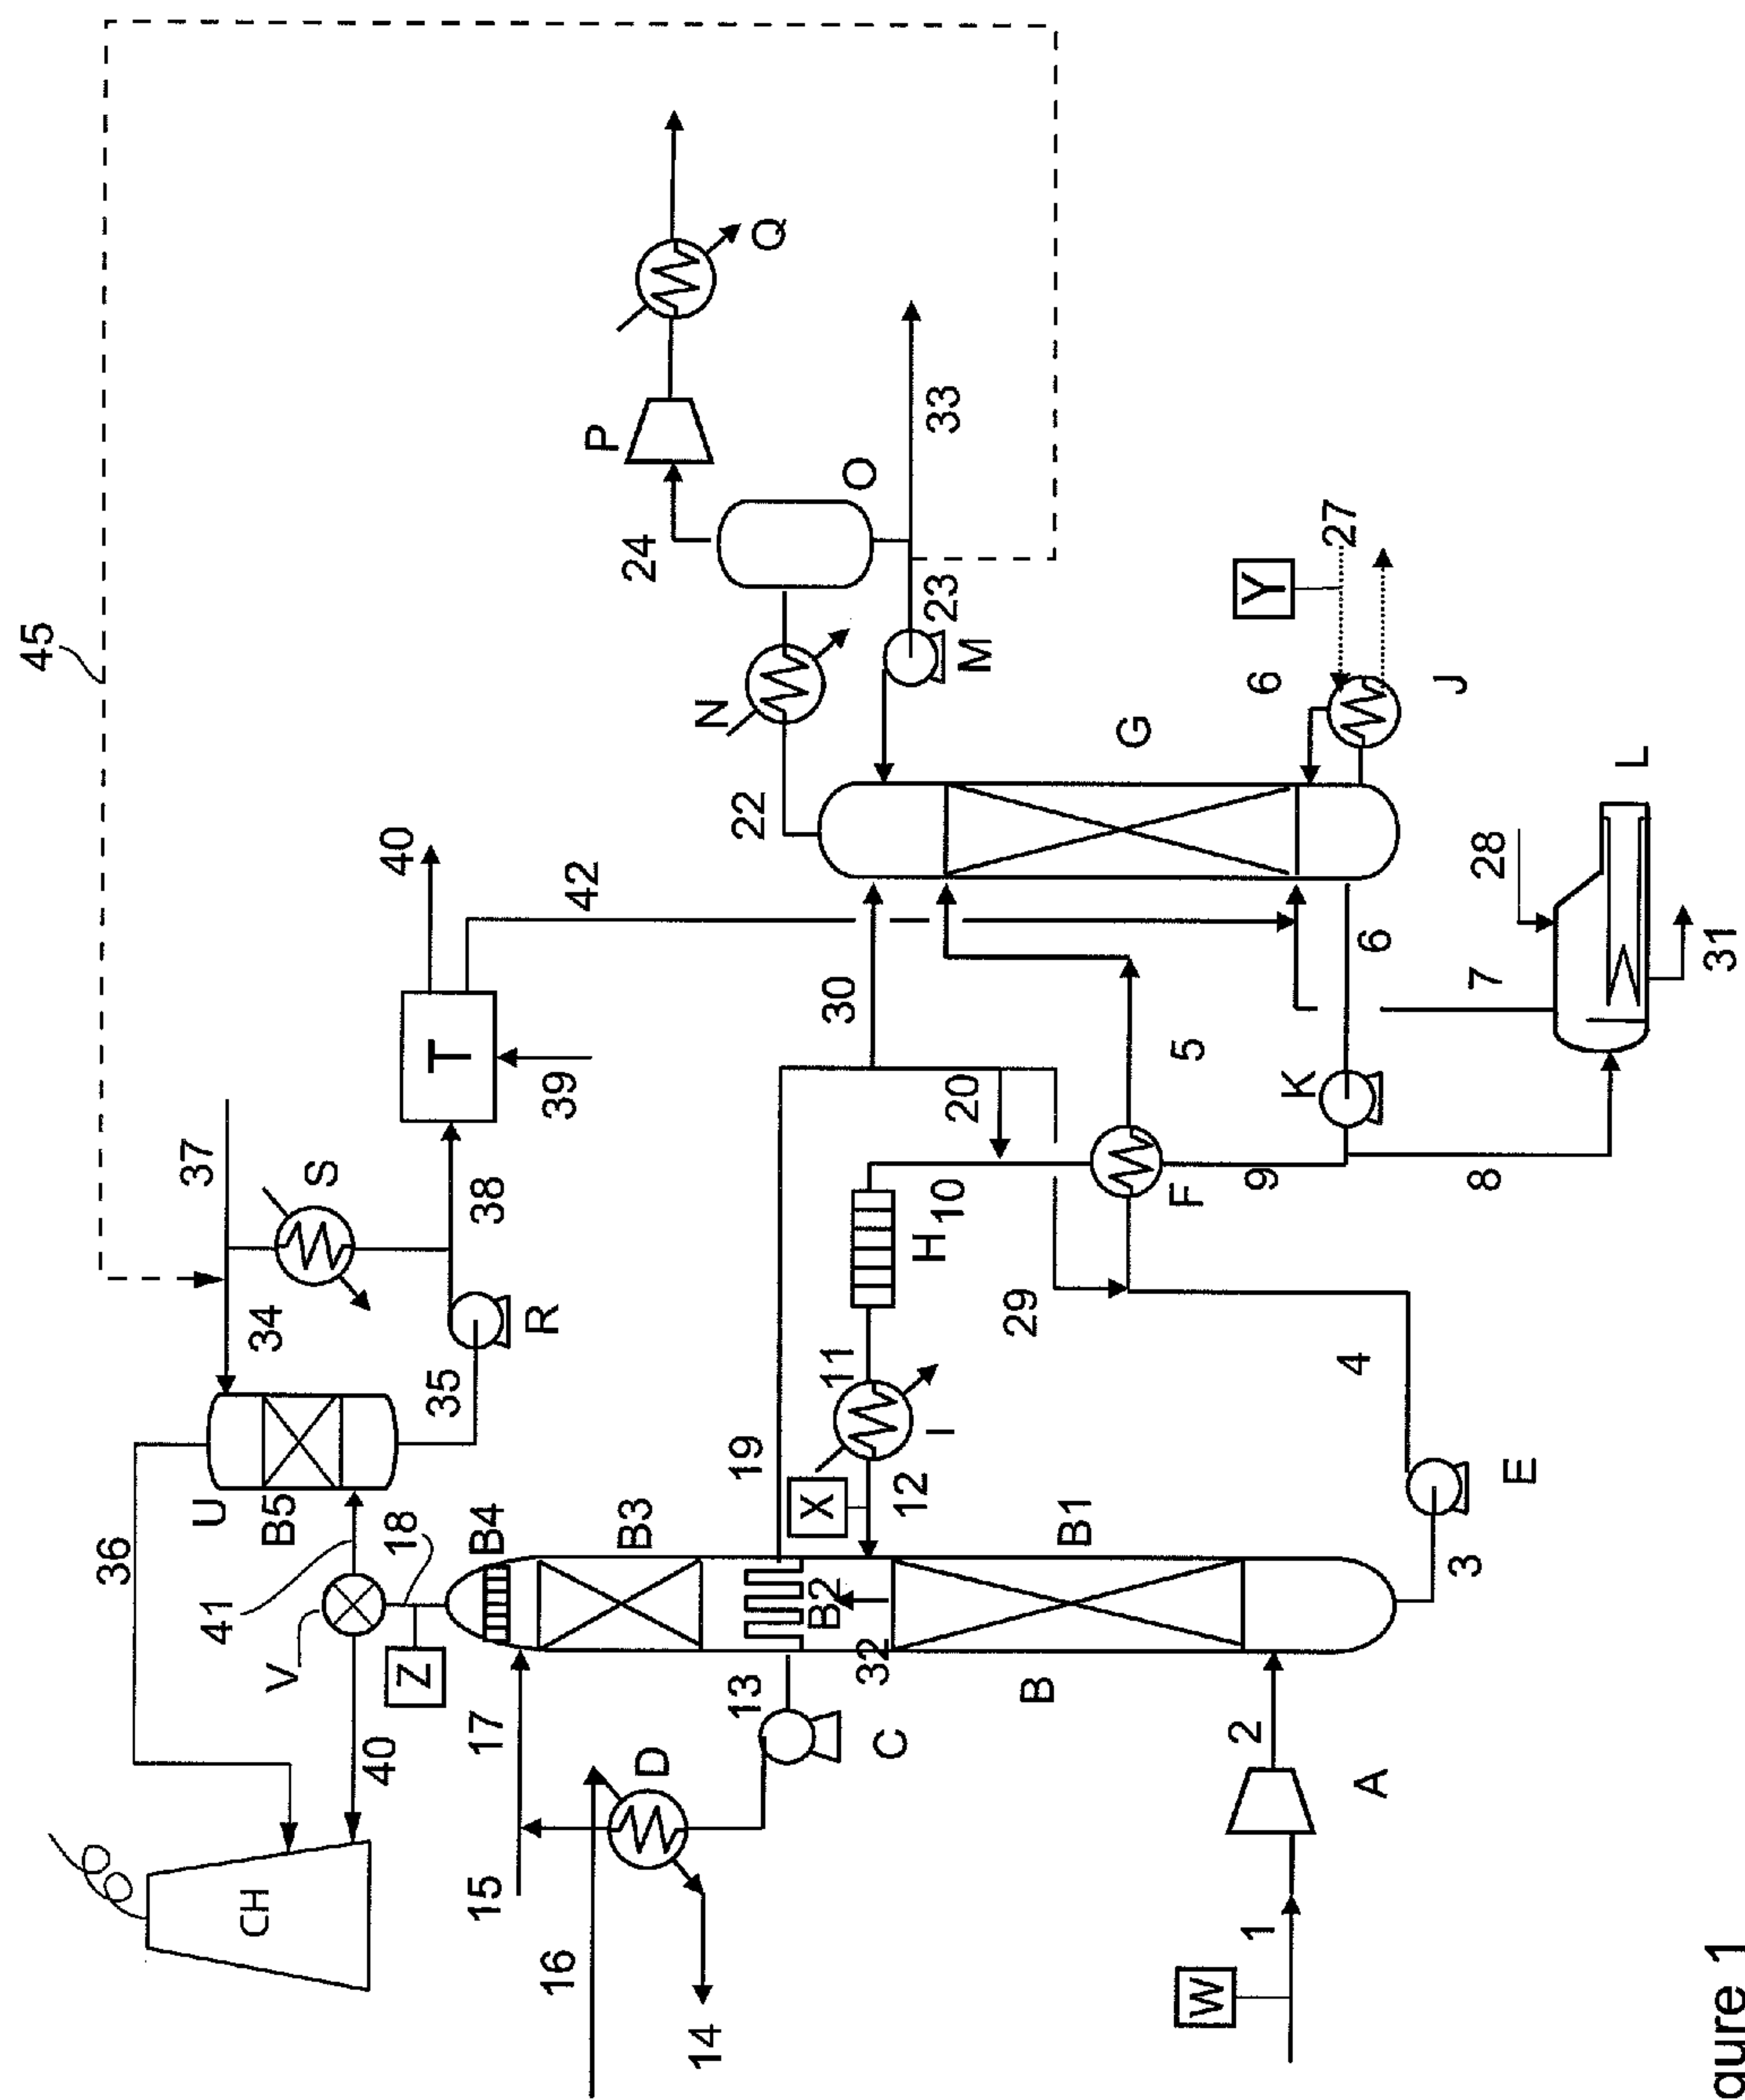 45
36
37
S
34
U
B5
41
V
18
Z
40
CH
35
R
38
T
39
40
42
24
P
Q
N
O
23
M
33
22
G
6
J
Y
27
30
5
20
19
B4
B3
B2
B1
B
32
13
17
15
16
D
C
14
X
12
I
11
H
10
29
F
9
4
E
3
K
6
8
7
28
L
31
2
A
1
W
gure 1